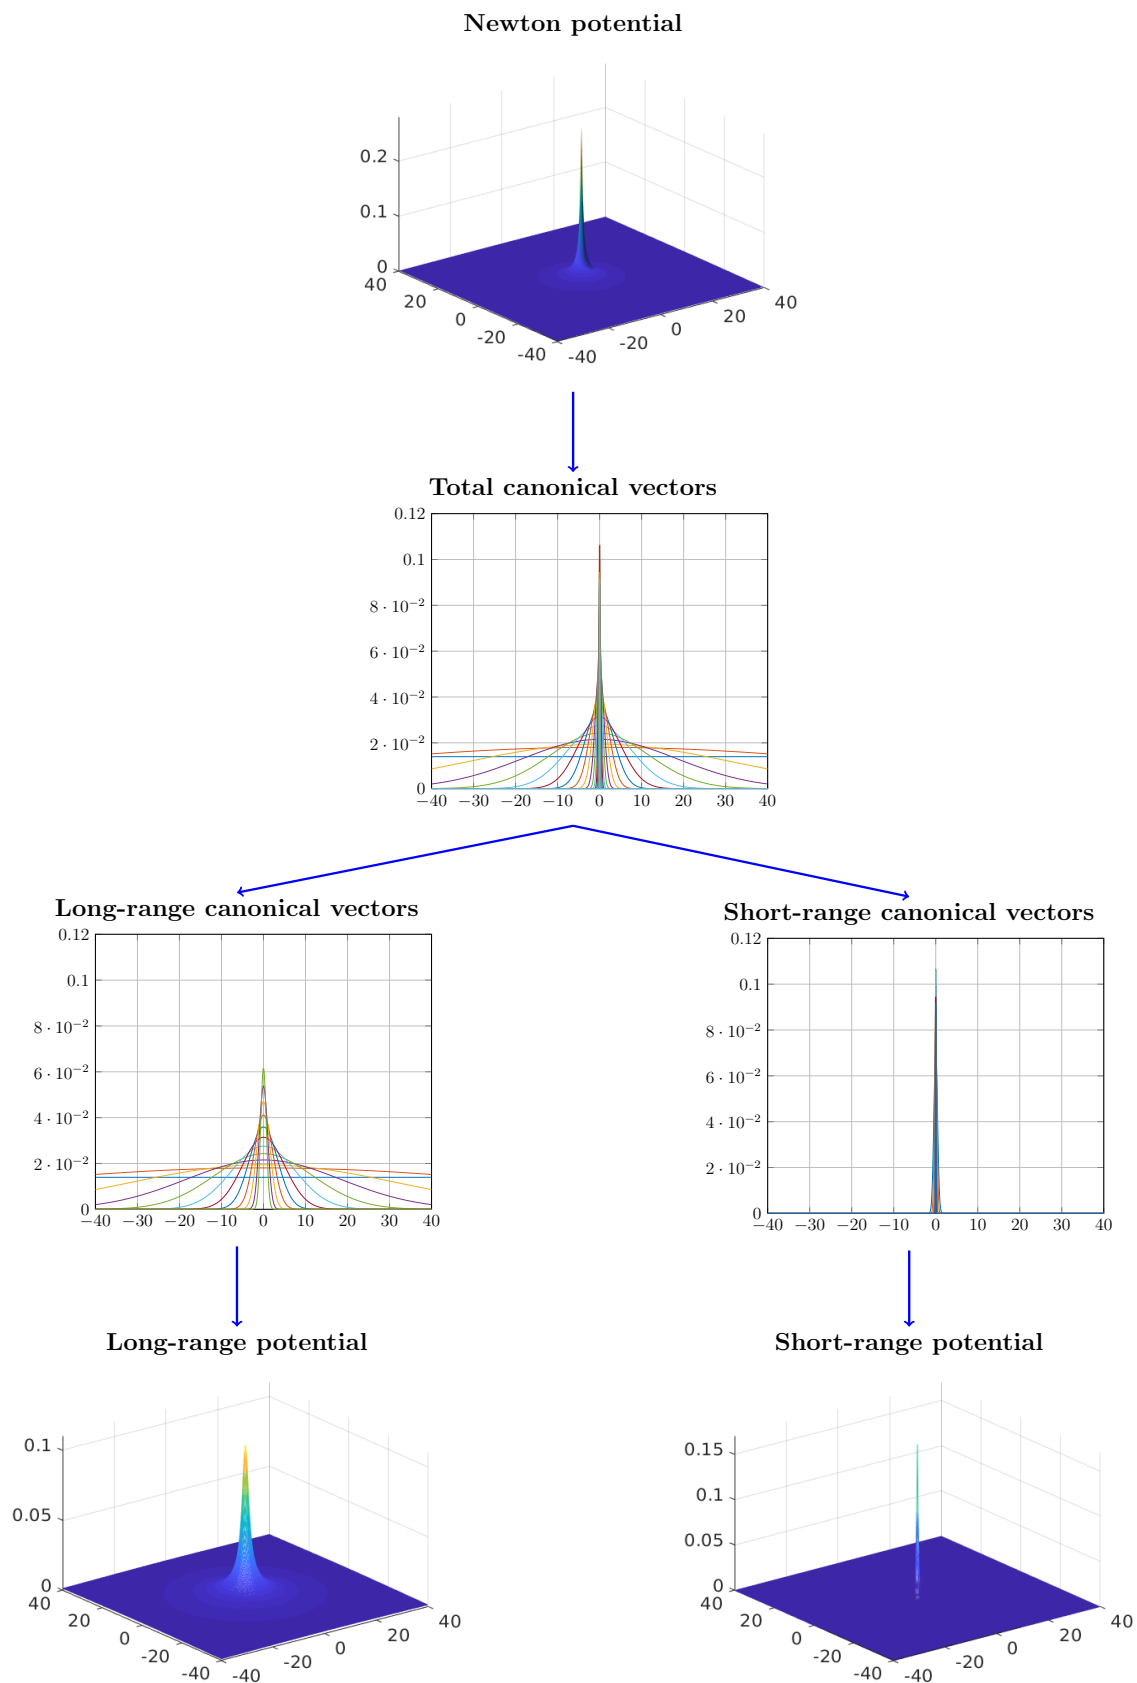 Newton potential
0.2
0.1
0
40
20
0
-20
-40
-40
-20
0
20
40
Total canonical vectors
0.12
0.1
8 · 10⁻²
6 · 10⁻²
4 · 10⁻²
2 · 10⁻²
0
−40 −30 −20 −10 0 10 20 30 40
Long-range canonical vectors
0.12
0.1
8 · 10⁻²
6 · 10⁻²
4 · 10⁻²
2 · 10⁻²
0
−40 −30 −20 −10 0 10 20 30 40
Short-range canonical vectors
0.12
0.1
8 · 10⁻²
6 · 10⁻²
4 · 10⁻²
2 · 10⁻²
0
−40 −30 −20 −10 0 10 20 30 40
Long-range potential
0.1
0.05
0
40
20
0
-20
-40
-40
-20
0
20
40
Short-range potential
0.15
0.1
0.05
0
40
20
0
-20
-40
-40
-20
0
20
40